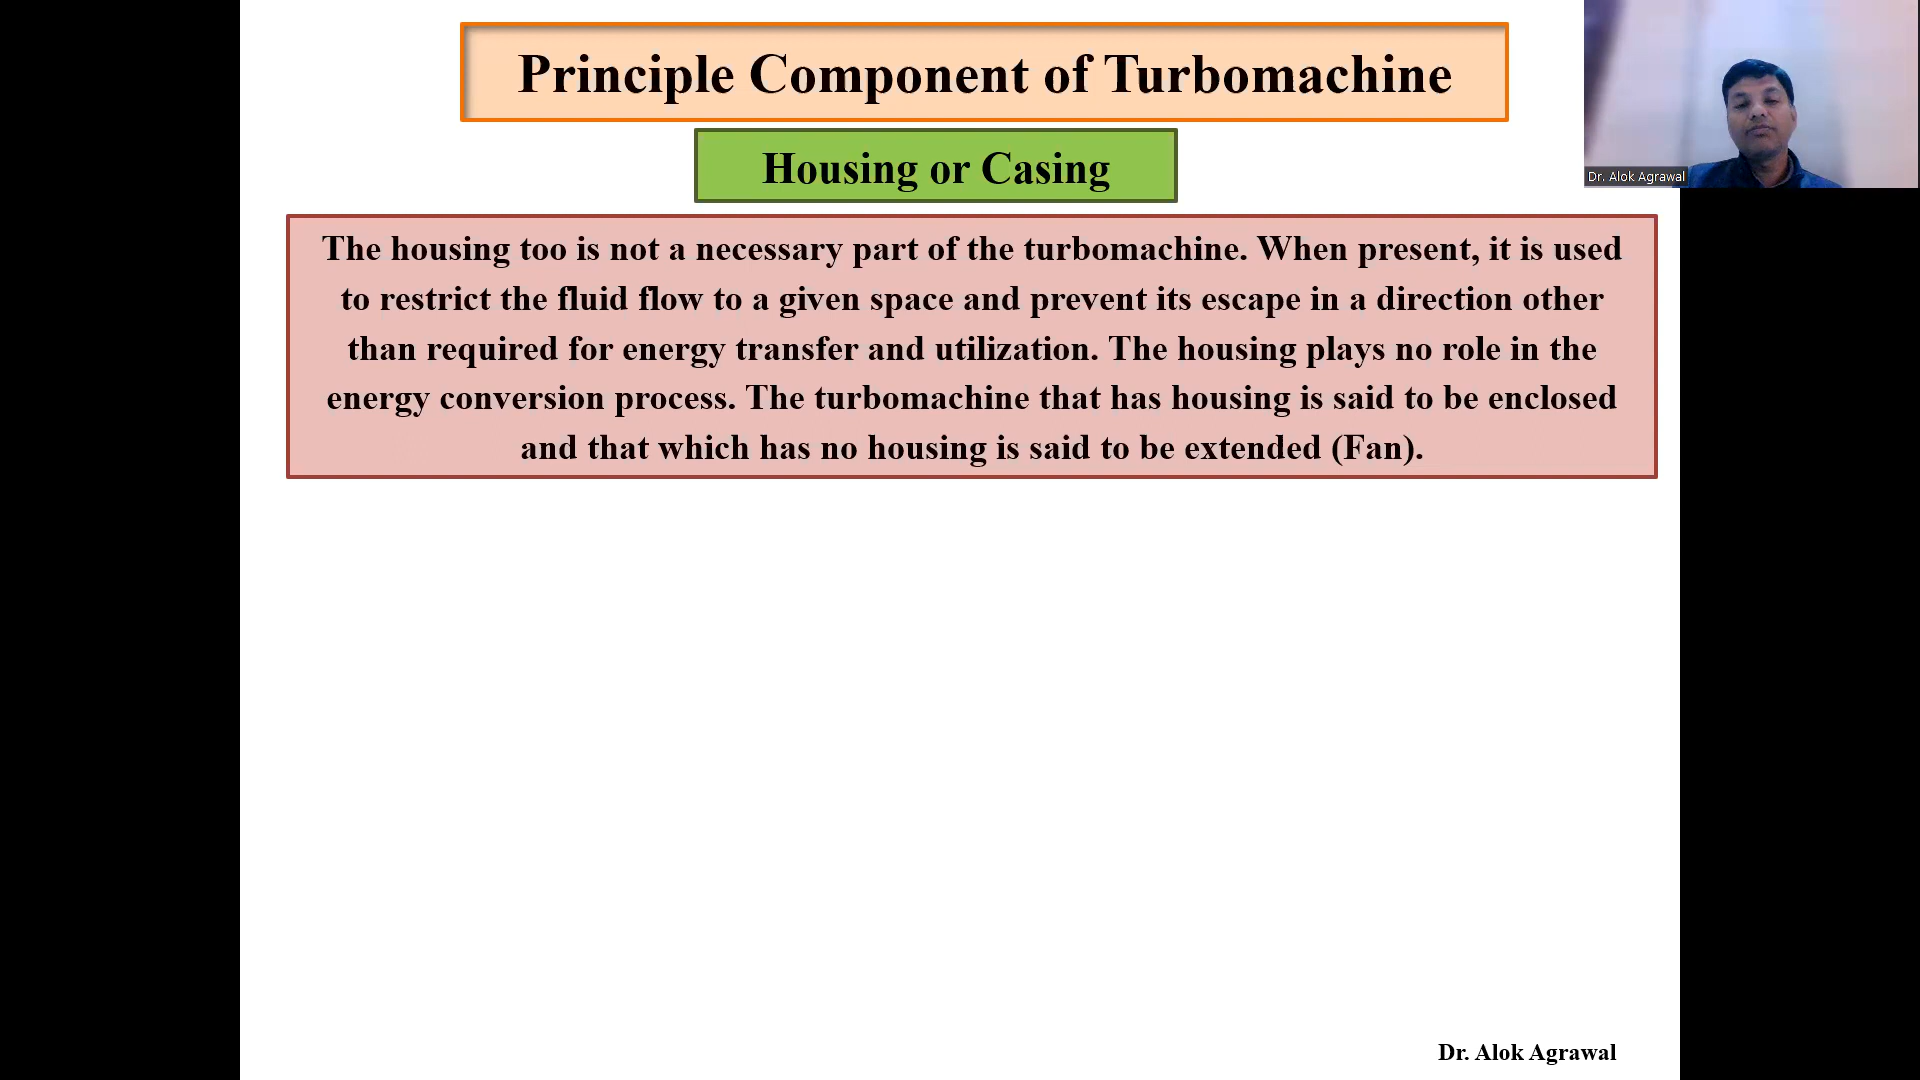 Principle Component of Turbomachine
Housing or Casing
Dr. Alok Agrawal
The housing too is not a necessary part of the turbomachine. When present, it is used
to restrict the fluid flow to a given space and prevent its escape in a direction other
than required for energy transfer and utilization. The housing plays no role in the
energy conversion process. The turbomachine that has housing is said to be enclosed
and that which has no housing is said to be extended (Fan).
Dr. Alok Agrawal